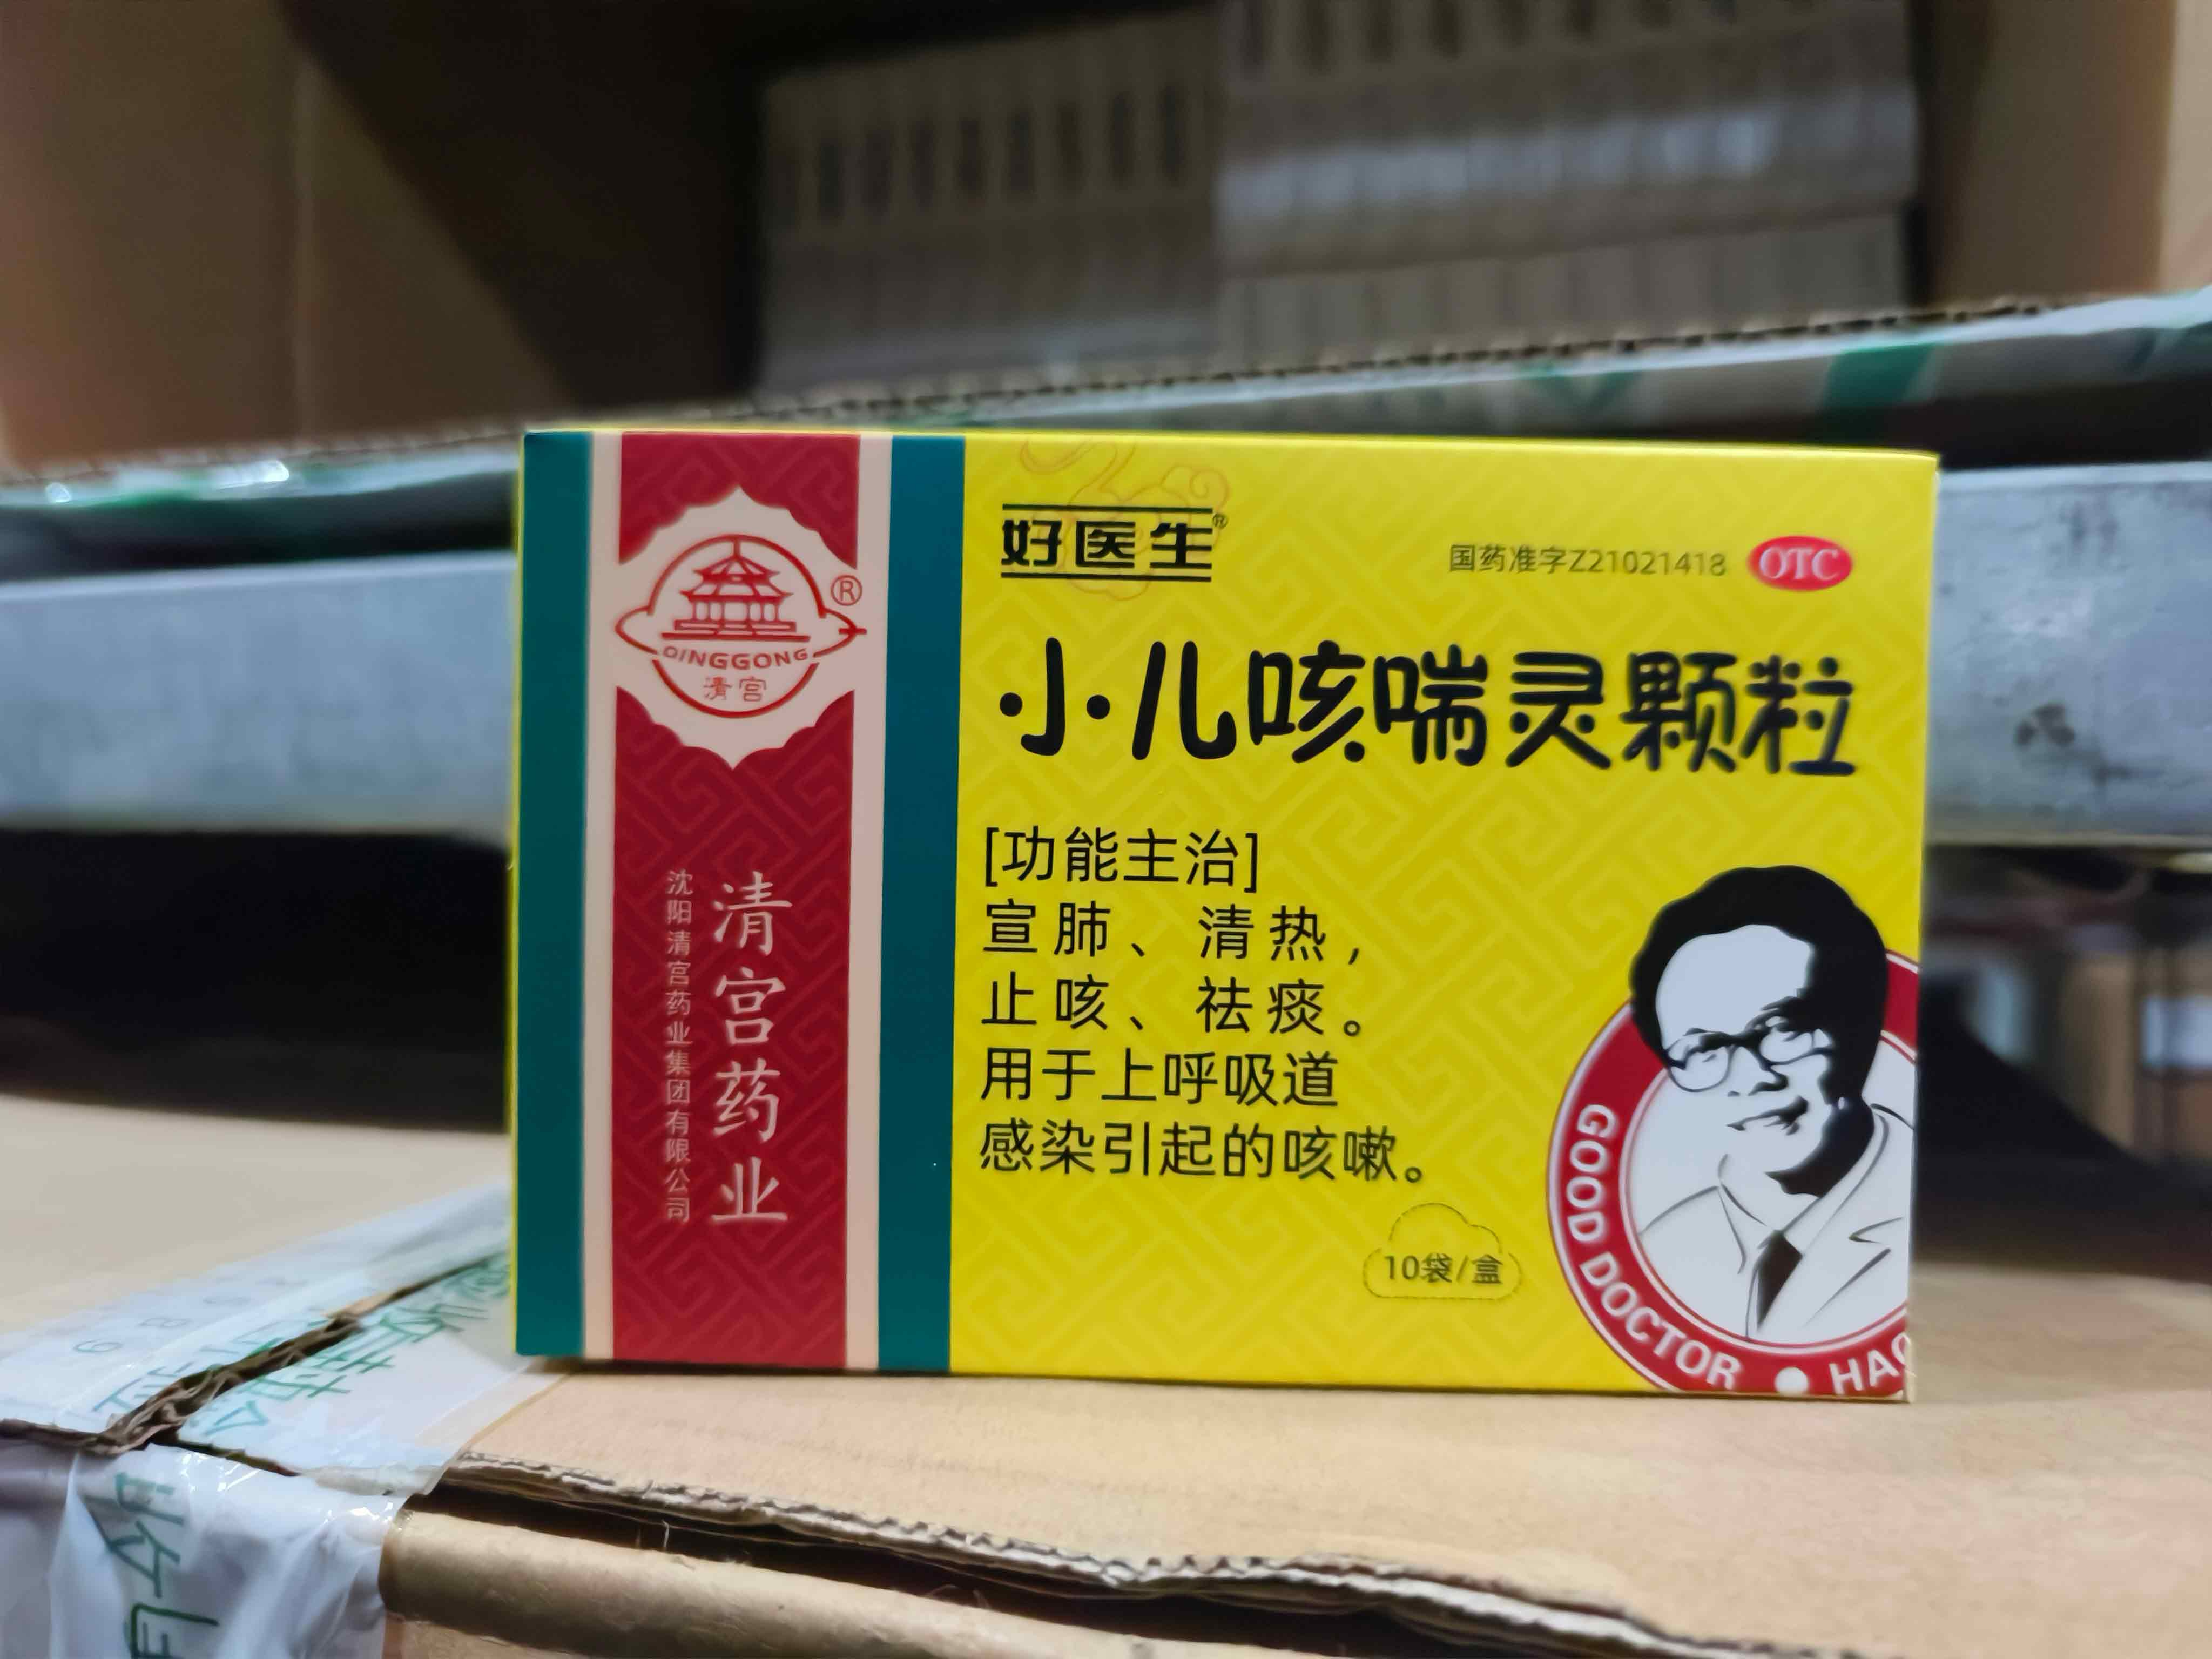 QINGGONG
清宫
®
清宫药业
沈阳清宫药业集团有限公司
好医生®
国药准字Z21021418 OTC
小儿咳喘灵颗粒
[功能主治]
宣肺、清热，
止咳、祛痰。
用于上呼吸道
感染引起的咳嗽。
10袋/盒
GOOD DOCTOR